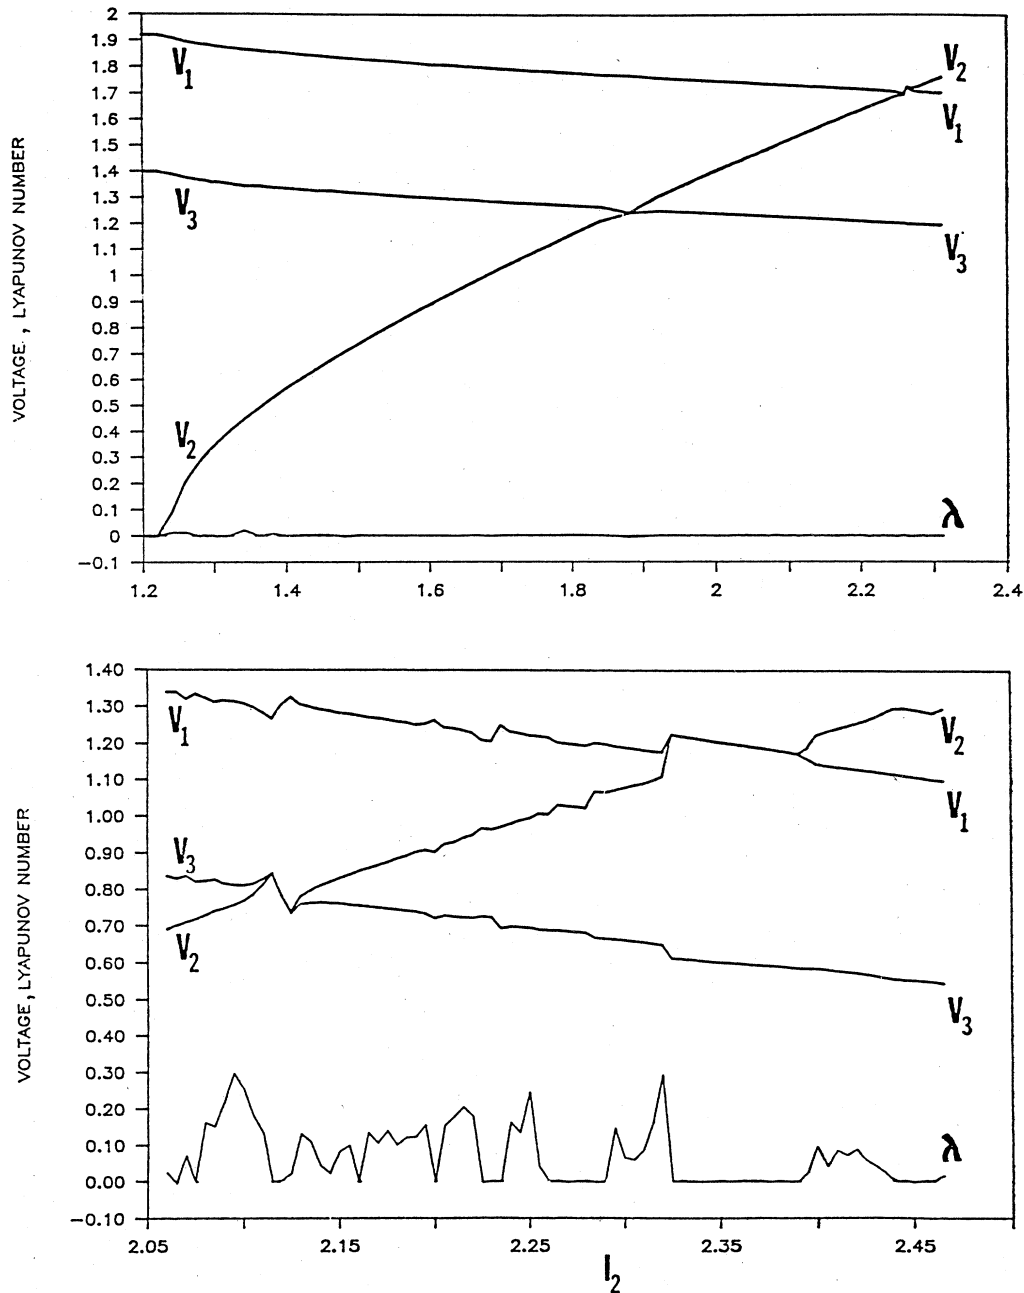 2
1.9
1.8
1.7
1.6
1.5
1.4
1.3
1.2
1.1
1
0.9
0.8
0.7
0.6
0.5
0.4
0.3
0.2
0.1
0
-0.1
VOLTAGE, LYAPUNOV NUMBER
V1
V2
V1
V3
V3
V2
λ
1.2 1.4 1.6 1.8 2 2.2 2.4
1.40
1.30
1.20
1.10
1.00
0.90
0.80
0.70
0.60
0.50
0.40
0.30
0.20
0.10
0.00
-0.10
VOLTAGE, LYAPUNOV NUMBER
V1
V2
V1
V3
V2
V3
λ
2.05 2.15 2.25 2.35 2.45
I2